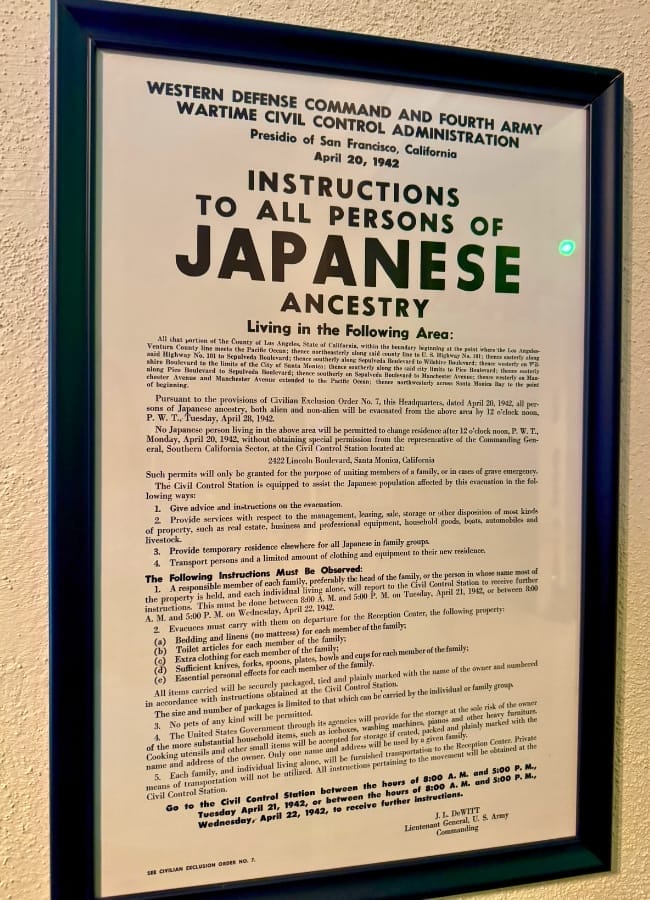 WESTERN DEFENSE COMMAND AND FOURTH ARMY
WARTIME CIVIL CONTROL ADMINISTRATION
Presidio of San Francisco, California
April 20, 1942
INSTRUCTIONS
TO ALL PERSONS OF
JAPANESE
ANCESTRY
Living in the Following Area:
All that portion of the County of Los Angeles, State of California, within the boundary beginning at the point where the Los Angeles-
Ventura County line meets the Pacific Ocean; thence northeasterly along said county line to U. S. Highway No. 101; thence easterly along
said Highway No. 101 to Sepulveda Boulevard; thence southerly along Sepulveda Boulevard to Wilshire Boulevard; thence westerly on Wil-
shire Boulevard to the limits of the City of Santa Monica; thence southerly along the said city limits to Pico Boulevard; thence easterly
along Pico Boulevard to Sepulveda Boulevard; thence southerly on Sepulveda Boulevard to Manchester Avenue; thence westerly on Man-
chester Avenue and Manchester Avenue extended to the Pacific Ocean; thence northwesterly across Santa Monica Bay to the point
of beginning.
Pursuant to the provisions of Civilian Exclusion Order No. 7, this Headquarters, dated April 20, 1942, all per-
sons of Japanese ancestry, both alien and non-alien will be evacuated from the above area by 12 o'clock noon,
P. W. T., Tuesday, April 28, 1942.
No Japanese person living in the above area will be permitted to change residence after 12 o'clock noon, P. W. T.,
Monday, April 20, 1942, without obtaining special permission from the representative of the Commanding Gen-
eral, Southern California Sector, at the Civil Control Station located at:
2422 Lincoln Boulevard, Santa Monica, California
Such permits will only be granted for the purpose of uniting members of a family, or in cases of grave emergency.
The Civil Control Station is equipped to assist the Japanese population affected by this evacuation in the fol-
lowing ways:
1. Give advice and instructions on the evacuation.
2. Provide services with respect to the management, leasing, sale, storage or other disposition of most kinds
of property, such as real estate, business and professional equipment, household goods, boats, automobiles and
livestock.
3. Provide temporary residence elsewhere for all Japanese in family groups.
4. Transport persons and a limited amount of clothing and equipment to their new residence.
The Following Instructions Must Be Observed:
1. A responsible member of each family, preferably the head of the family, or the person in whose name most of
the property is held, and each individual living alone, will report to the Civil Control Station to receive further
instructions. This must be done between 8:00 A. M. and 5:00 P. M. on Tuesday, April 21, 1942, or between 8:00
A. M. and 5:00 P. M. on Wednesday, April 22, 1942.
2. Evacuees must carry with them on departure for the Reception Center, the following property:
(a) Bedding and linens (no mattress) for each member of the family;
(b) Toilet articles for each member of the family;
(c) Extra clothing for each member of the family;
(d) Sufficient knives, forks, spoons, plates, bowls and cups for each member of the family;
(e) Essential personal effects for each member of the family.
All items carried will be securely packaged, tied and plainly marked with the name of the owner and numbered
in accordance with instructions obtained at the Civil Control Station.
The size and number of packages is limited to that which can be carried by the individual or family group.
3. No pets of any kind will be permitted.
4. The United States Government through its agencies will provide for the storage at the sole risk of the owner
of the more substantial household items, such as iceboxes, washing machines, pianos and other heavy furniture.
Cooking utensils and other small items will be accepted for storage if crated, packed and plainly marked with the
name and address of the owner. Only one name and address will be used by a given family.
5. Each family, and individual living alone, will be furnished transportation to the Reception Center. Private
means of transportation will not be utilized. All instructions pertaining to the movement will be obtained at the
Civil Control Station.
Go to the Civil Control Station between the hours of 8:00 A. M. and 5:00 P. M.,
Tuesday April 21, 1942, or between the hours of 8:00 A. M. and 5:00 P. M.,
Wednesday, April 22, 1942, to receive further instructions.
J. L. DeWITT
Lieutenant General, U. S. Army
Commanding
SEE CIVILIAN EXCLUSION ORDER NO. 7.